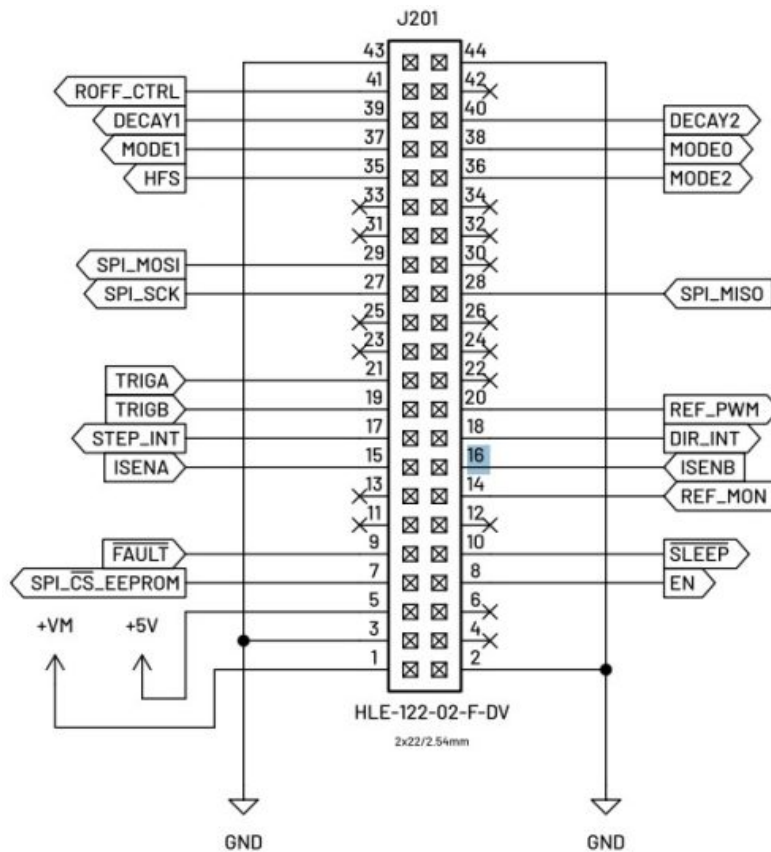 J201
43 44
ROFF_CTRL 41 42
DECAY1 39 40 DECAY2
MODE1 37 38 MODE0
HFS 35 36 MODE2
33 34
31 32
SPI_MOSI 29 30
SPI_SCK 27 28 SPI_MISO
25 26
23 24
TRIGA 21 22
TRIGB 19 20 REF_PWM
STEP_INT 17 18 DIR_INT
ISENA 15 16 ISENB
13 14 REF_MON
11 12
FAULT 9 10 SLEEP
SPI_CS_EEPROM 7 8 EN
+VM +5V 5 6
3 4
1 2
HLE-122-02-F-DV
2x22/2.54mm
GND GND